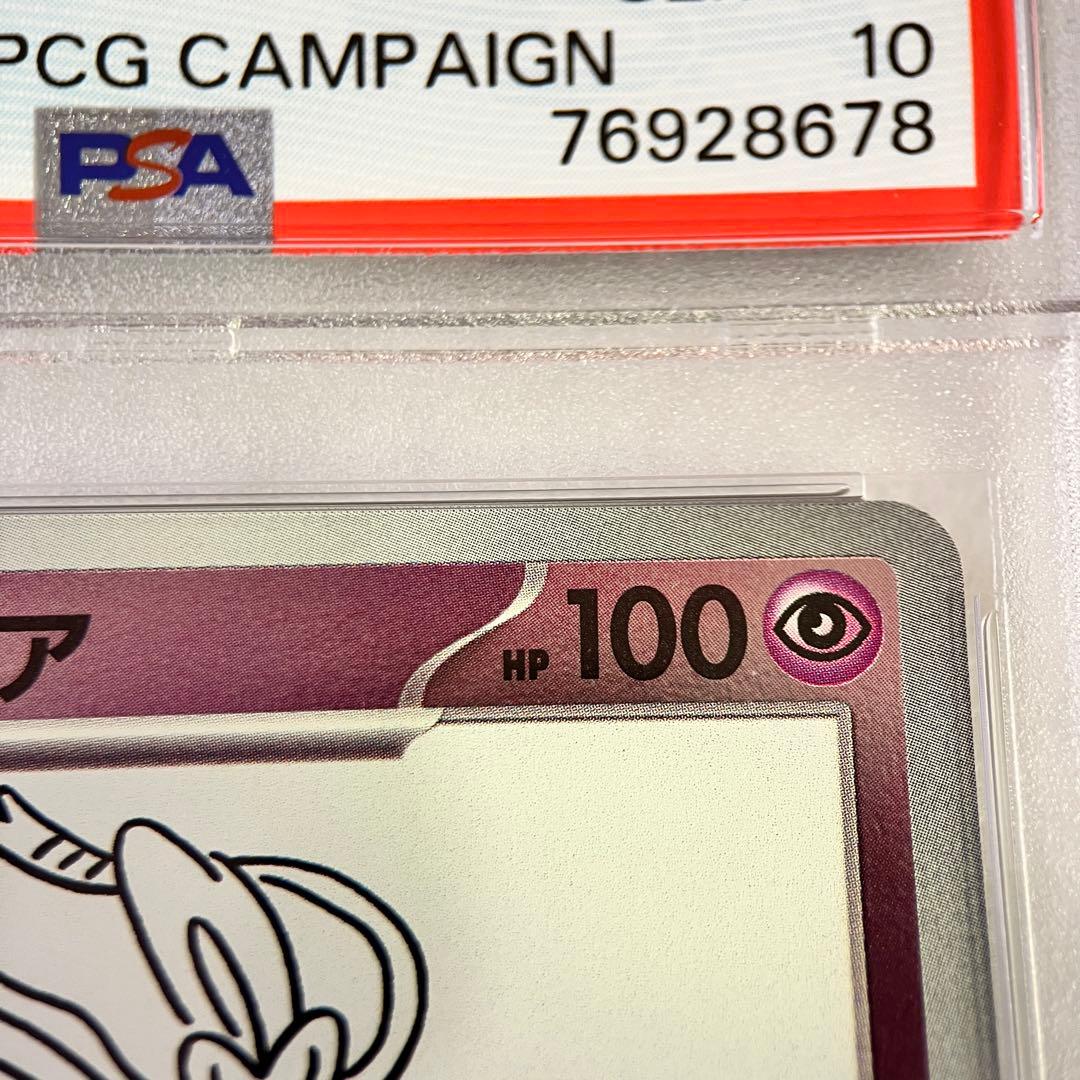 PCG CAMPAIGN 10
PSA 76928678
ア HP 100